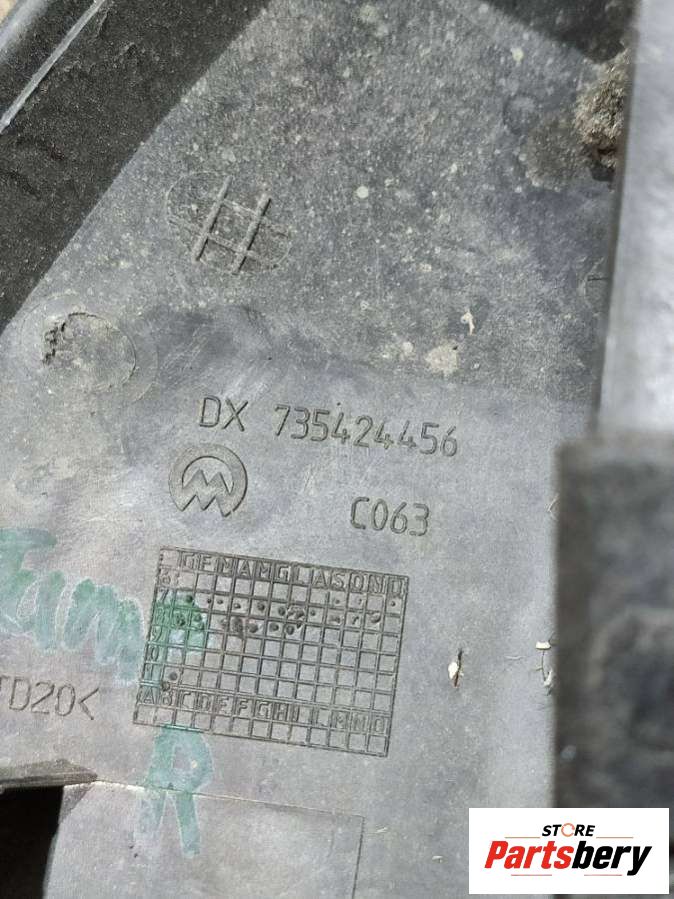 DX 735424456
C063
GFMAMGLASOND
TD20<
ABCDEFGHILMNO
R
STORE
Partsbery